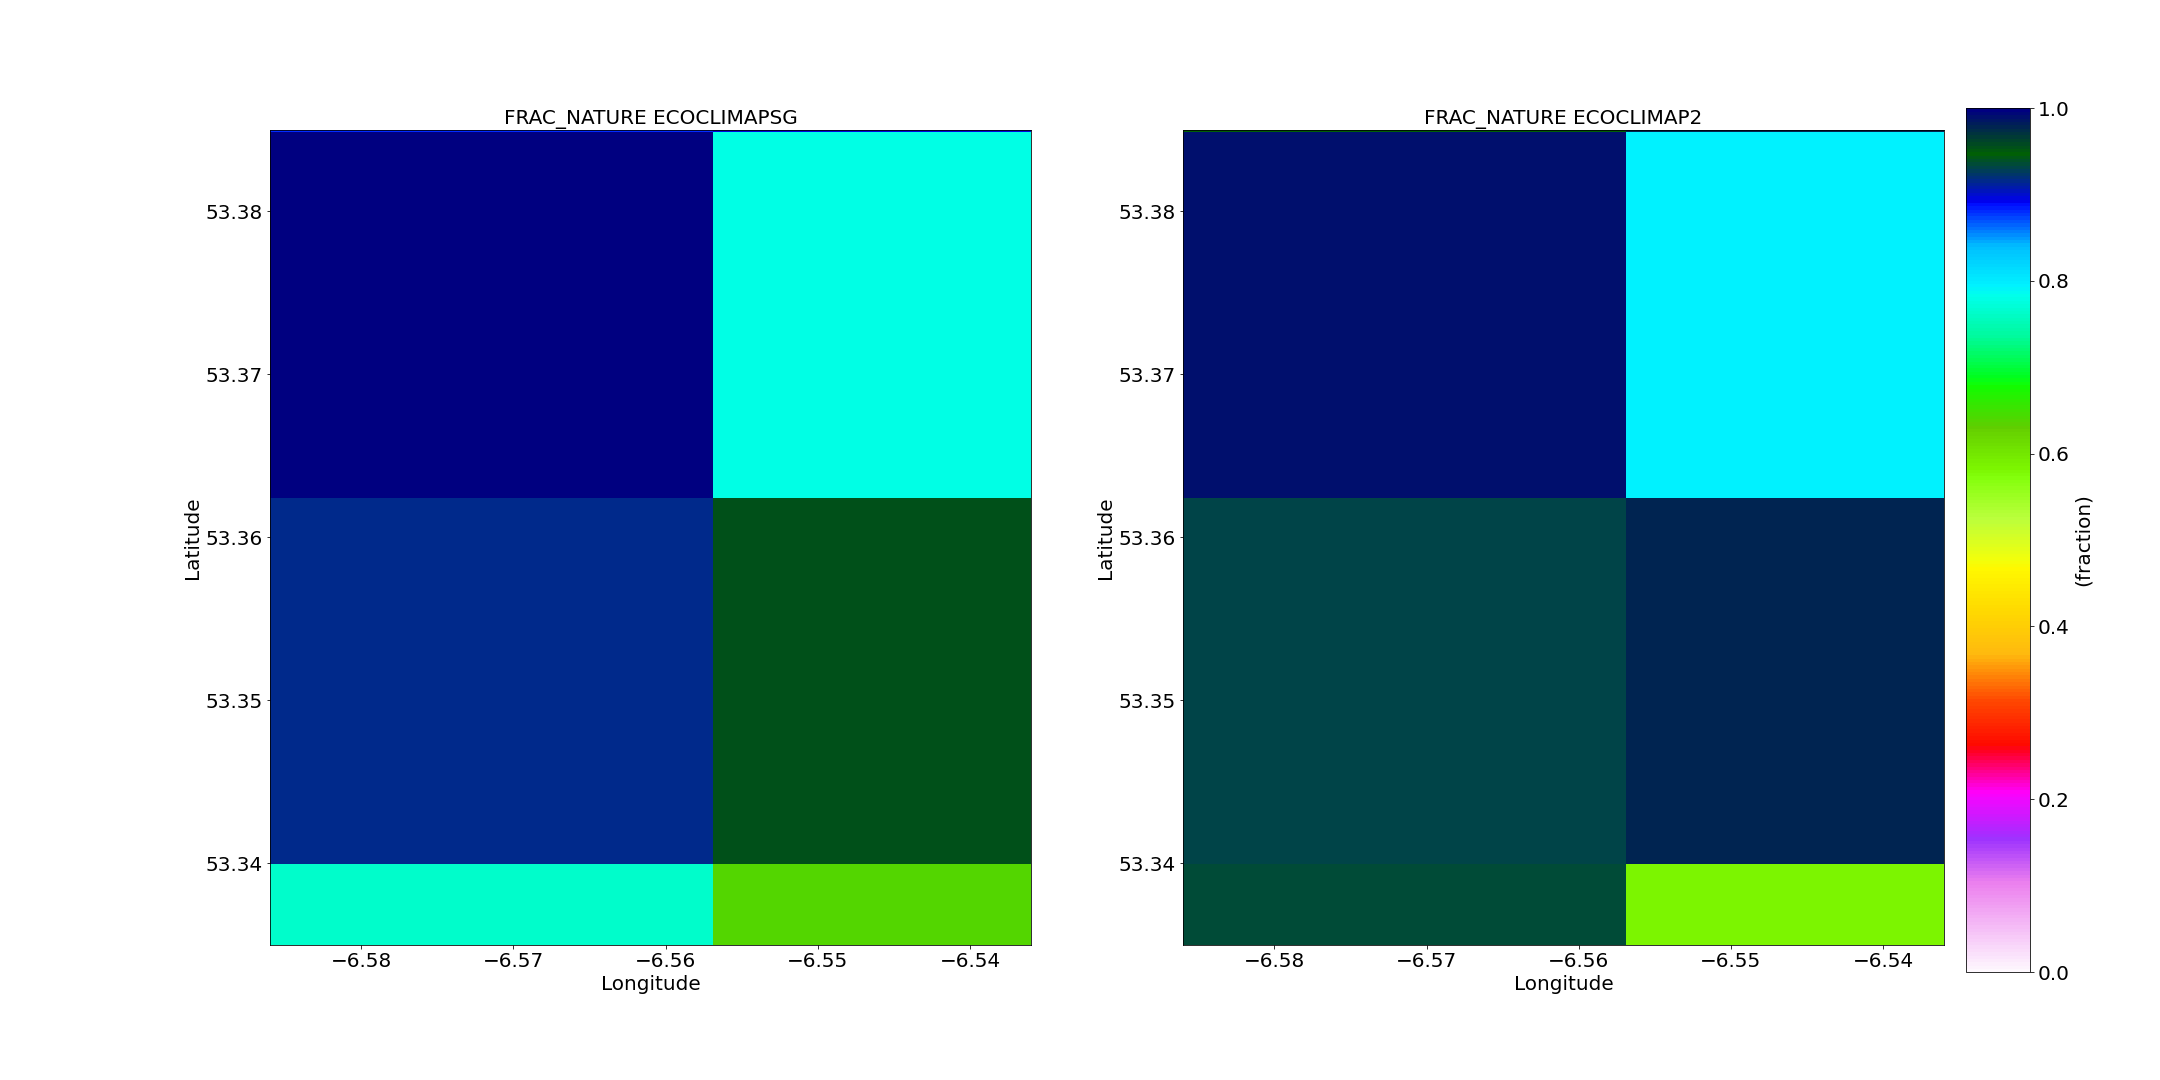 FRAC_NATURE ECOCLIMAPSG
53.38
53.37
53.36
53.35
53.34
Latitude
−6.58 −6.57 −6.56 −6.55 −6.54
Longitude
FRAC_NATURE ECOCLIMAP2
53.38
53.37
53.36
53.35
53.34
Latitude
−6.58 −6.57 −6.56 −6.55 −6.54
Longitude
1.0
0.8
0.6
0.4
0.2
0.0
(fraction)